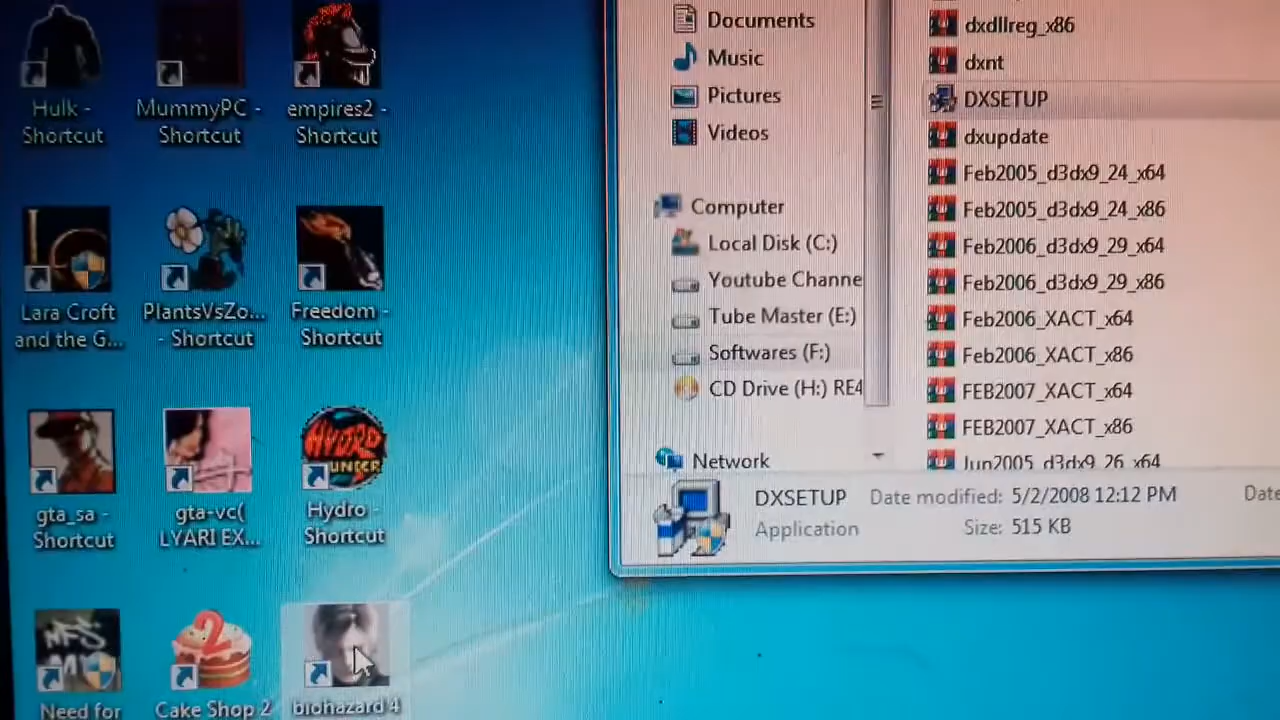 Hulk -
Shortcut
MummyPC -
Shortcut
empires2 -
Shortcut
Lara Croft
and the G...
PlantsVsZo...
- Shortcut
Freedom -
Shortcut
gta_sa -
Shortcut
gta-vc(
LYARI EX...
HYDRO
Hydro -
Shortcut
NFS
Need for
2
Cake Shop 2
biohazard 4
Documents
Music
Pictures
Videos
Computer
Local Disk (C:)
Youtube Channe
Tube Master (E:)
Softwares (F:)
CD Drive (H:) RE4
Network
dxdllreg_x86
dxnt
DXSETUP
dxupdate
Feb2005_d3dx9_24_x64
Feb2005_d3dx9_24_x86
Feb2006_d3dx9_29_x64
Feb2006_d3dx9_29_x86
Feb2006_XACT_x64
Feb2006_XACT_x86
FEB2007_XACT_x64
FEB2007_XACT_x86
Jun2005_d3dx9_26_x64
DXSETUP Date modified: 5/2/2008 12:12 PM Date
Application Size: 515 KB